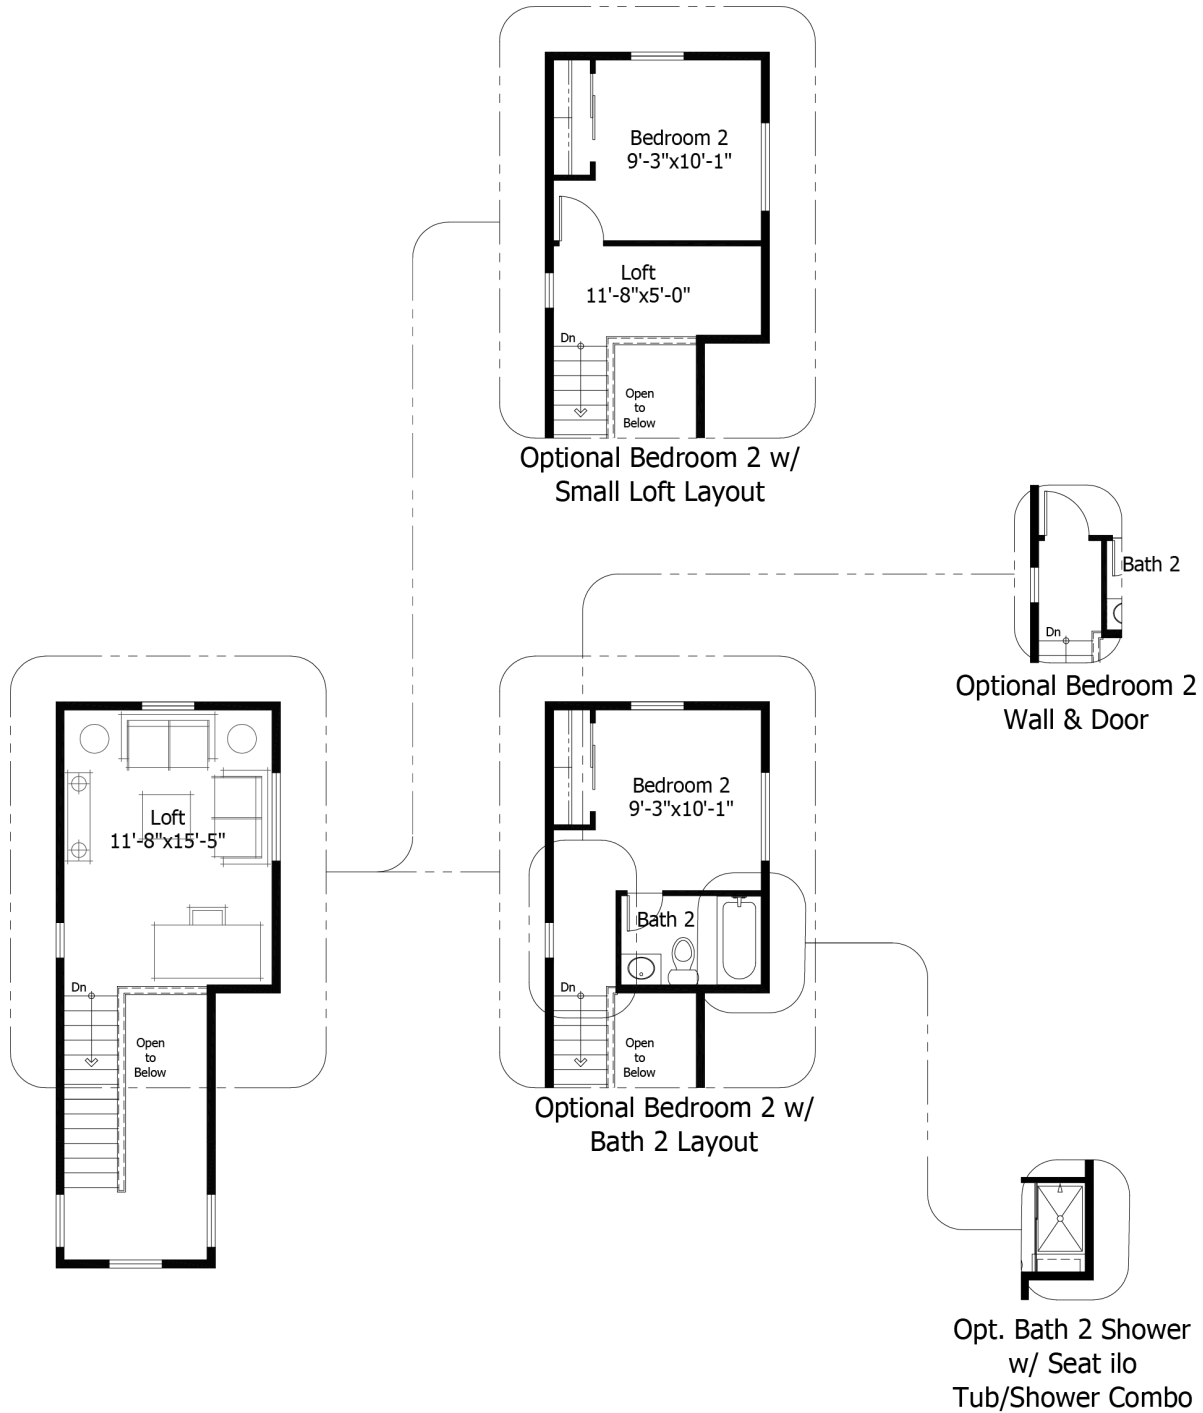 Bedroom 2
9'-3"x10'-1"
Loft
11'-8"x5'-0"
Dn
Open
to
Below
Optional Bedroom 2 w/
Small Loft Layout
Bath 2
Dn
Optional Bedroom 2
Wall & Door
Loft
11'-8"x15'-5"
Dn
Open
to
Below
Bedroom 2
9'-3"x10'-1"
Bath 2
Dn
Open
to
Below
Optional Bedroom 2 w/
Bath 2 Layout
Opt. Bath 2 Shower
w/ Seat ilo
Tub/Shower Combo